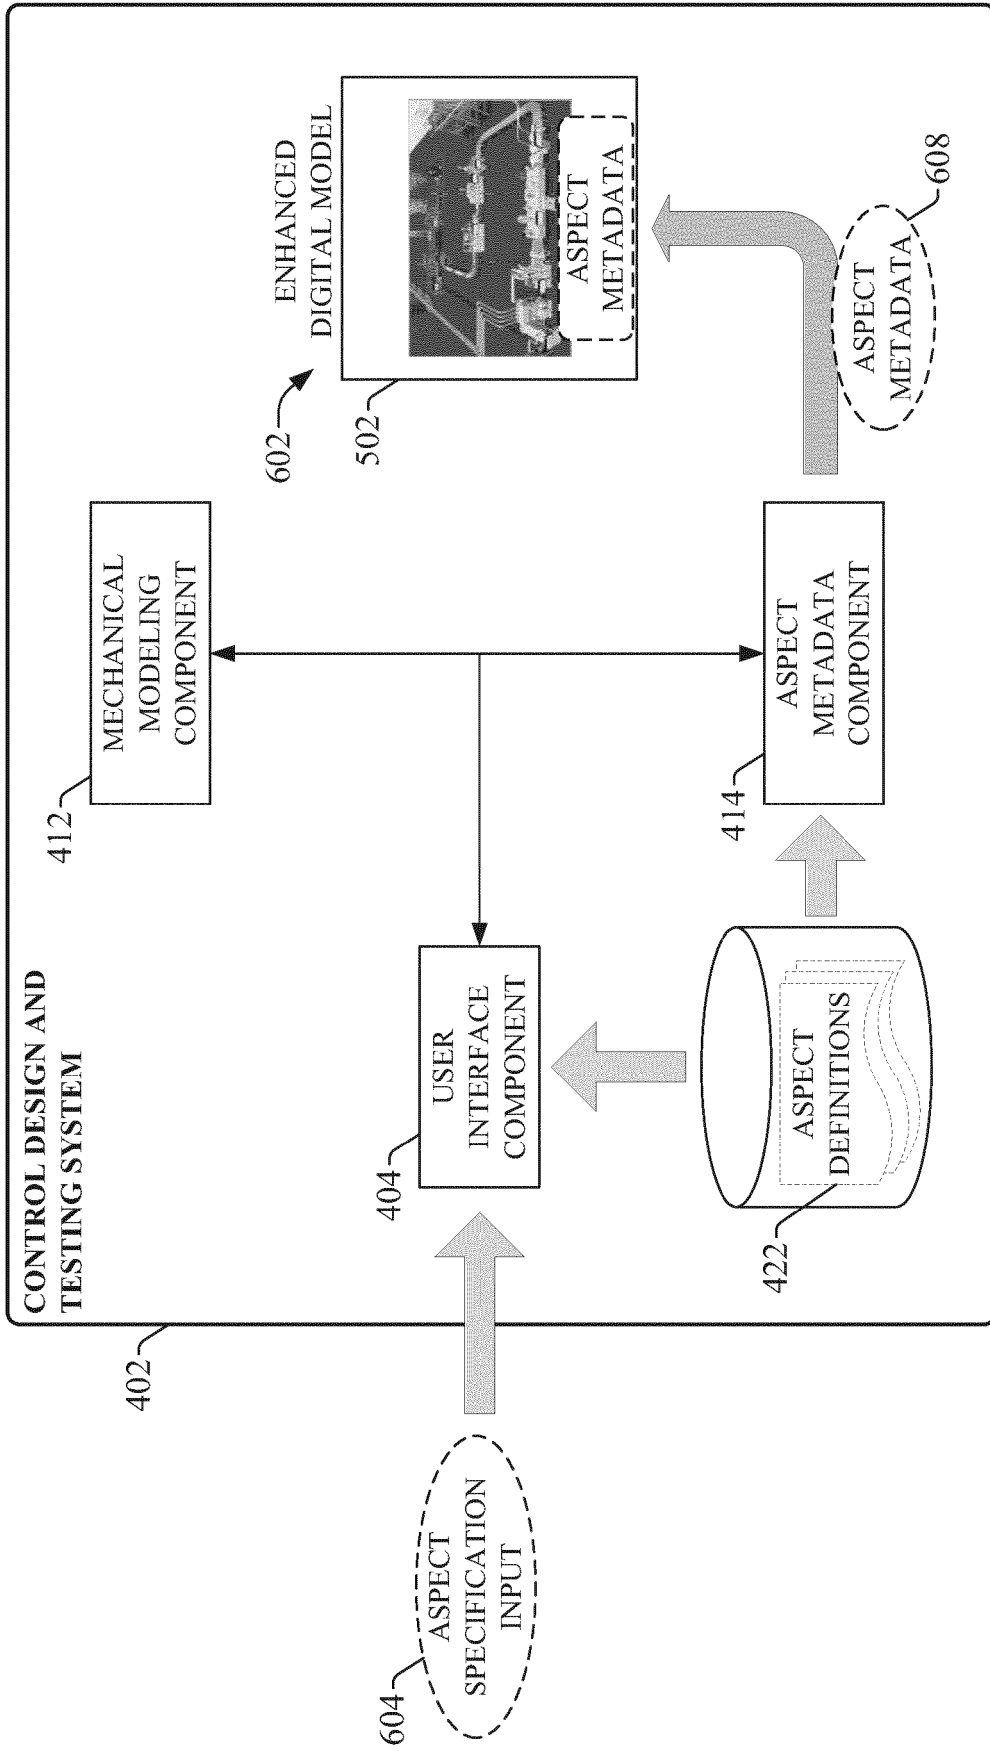 CONTROL DESIGN AND
TESTING SYSTEM
402
604
ASPECT
SPECIFICATION
INPUT
404
USER
INTERFACE
COMPONENT
422
ASPECT
DEFINITIONS
412
MECHANICAL
MODELING
COMPONENT
414
ASPECT
METADATA
COMPONENT
602
ENHANCED
DIGITAL MODEL
502
ASPECT
METADATA
ASPECT
METADATA
608